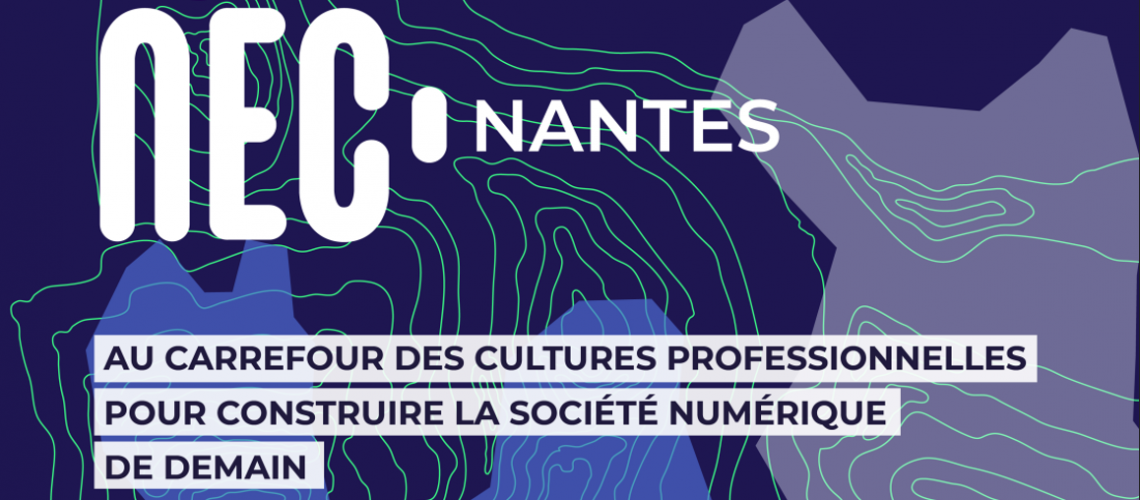 NEC NANTES
AU CARREFOUR DES CULTURES PROFESSIONNELLES
POUR CONSTRUIRE LA SOCIÉTÉ NUMÉRIQUE
DE DEMAIN